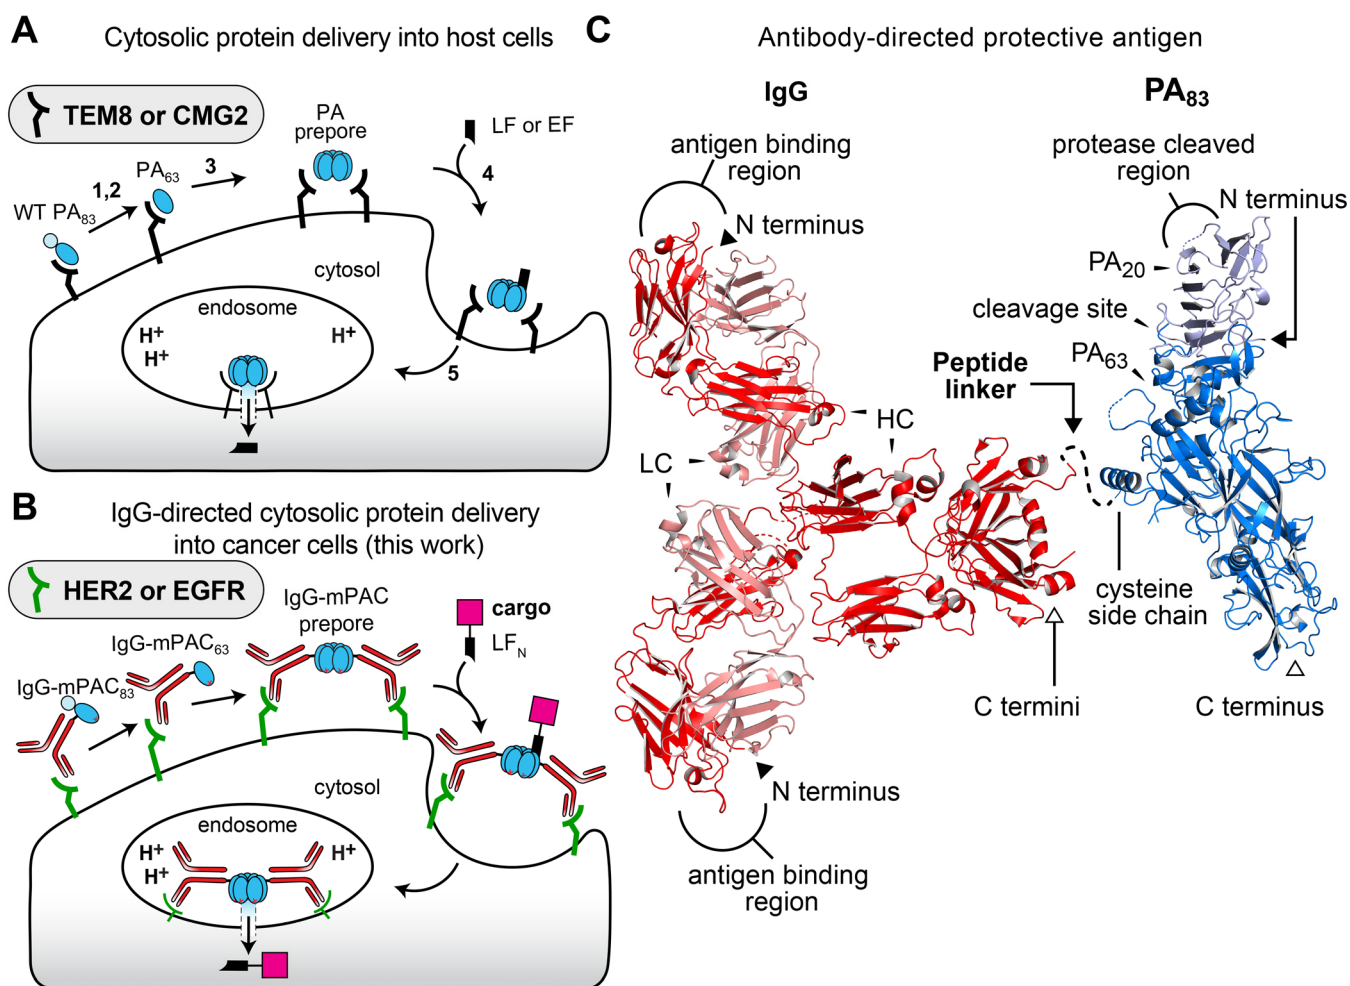 A
Cytosolic protein delivery into host cells
TEM8 or CMG2
PA
prepore
LF or EF
PA63
3
4
1,2
WT PA83
cytosol
endosome
H+
H+
H+
5
B
IgG-directed cytosolic protein delivery
into cancer cells (this work)
HER2 or EGFR
IgG-mPAC
prepore
cargo
LFN
IgG-mPAC63
IgG-mPAC83
cytosol
endosome
H+
H+
H+
C
Antibody-directed protective antigen
IgG
PA83
antigen binding
region
protease cleaved
region
N terminus
N terminus
PA20
cleavage site
PA63
Peptide
linker
HC
LC
cysteine
side chain
C termini
C terminus
N terminus
antigen binding
region